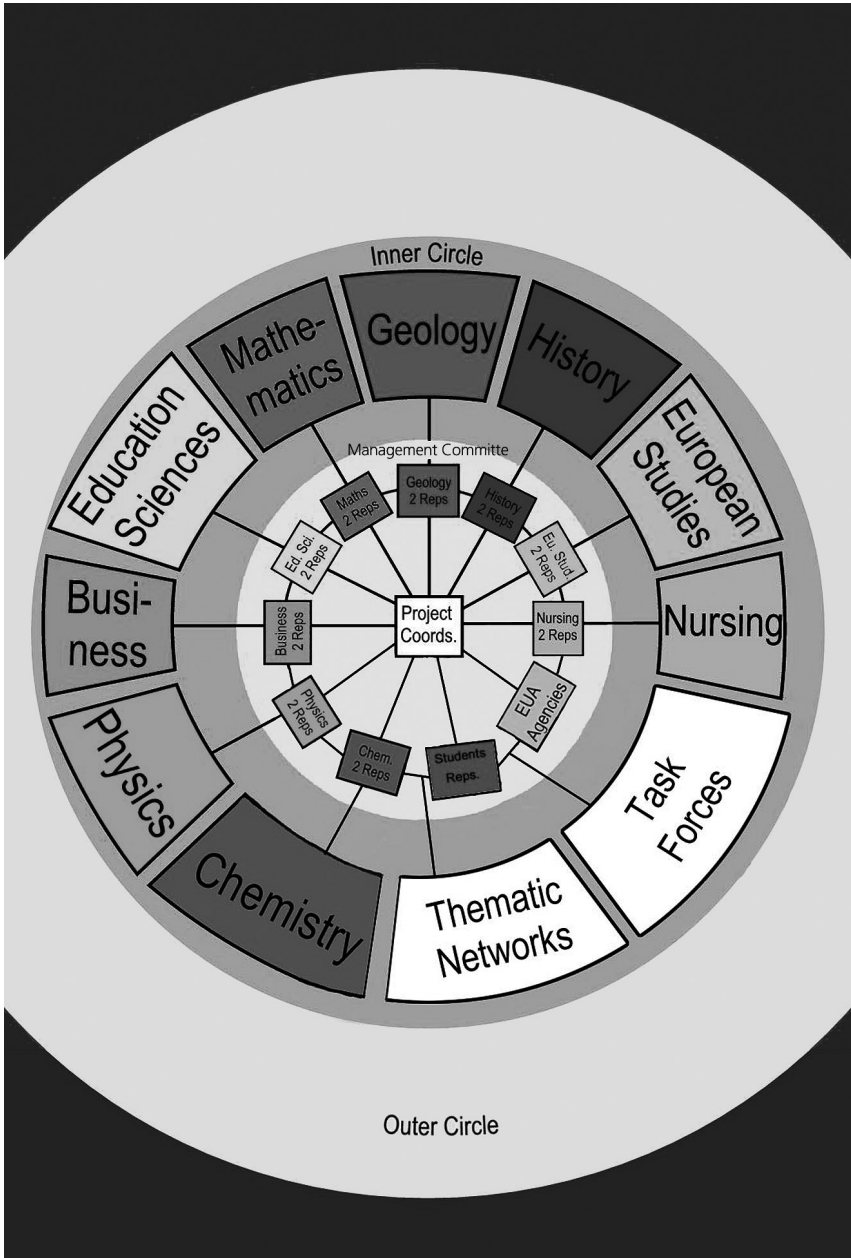 Inner Circle
Mathe-
matics
Geology
History
European
Studies
Nursing
Task
Forces
Thematic
Networks
Chemistry
Physics
Busi-
ness
Education
Sciences
Management Committe
Maths
2 Reps
Geology
2 Reps
History
2 Reps
Eu. Stud.
2 Reps
Nursing
2 Reps
EUA
Agencies
Students
Reps.
Chem.
2 Reps
Physics
2 Reps
Business
2 Reps
Ed. Sci.
2 Reps
Project
Coords.
Outer Circle